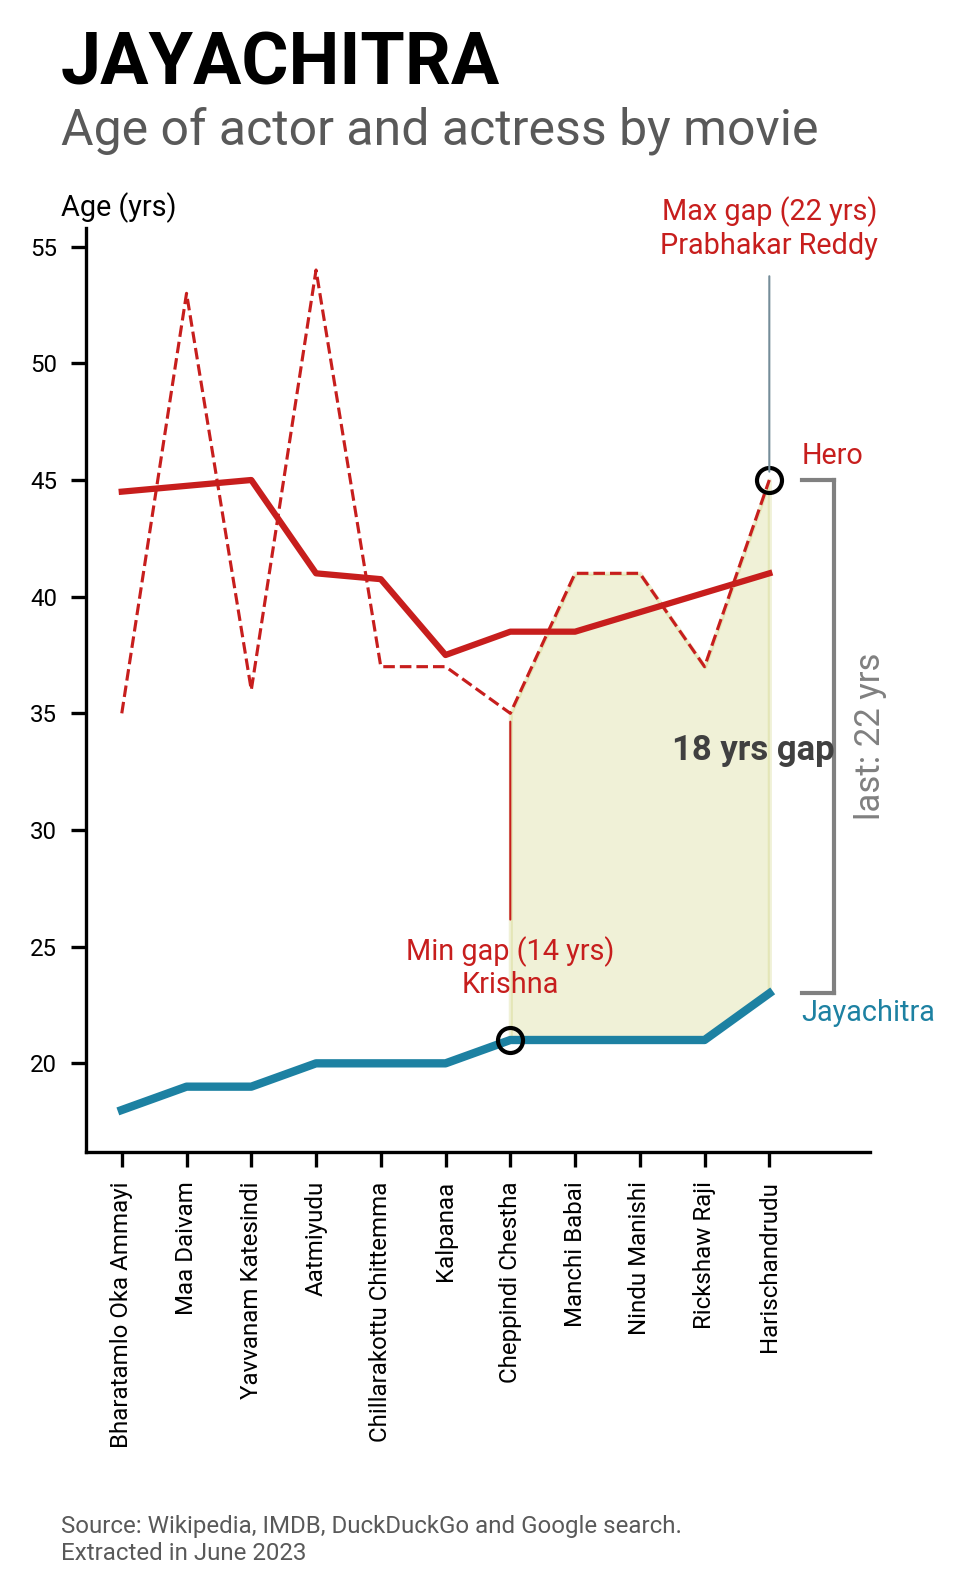 JAYACHITRA
Age of actor and actress by movie
Age (yrs)
Max gap (22 yrs)
Prabhakar Reddy
55
50
45
40
35
30
25
20
Hero
18 yrs gap
last: 22 yrs
Min gap (14 yrs)
Krishna
Jayachitra
Bharatamlo Oka Ammayi
Maa Daivam
Yavvanam Katesindi
Aatmiyudu
Chillarakottu Chittemma
Kalpanaa
Cheppindi Chestha
Manchi Babai
Nindu Manishi
Rickshaw Raji
Harischandrudu
Source: Wikipedia, IMDB, DuckDuckGo and Google search.
Extracted in June 2023